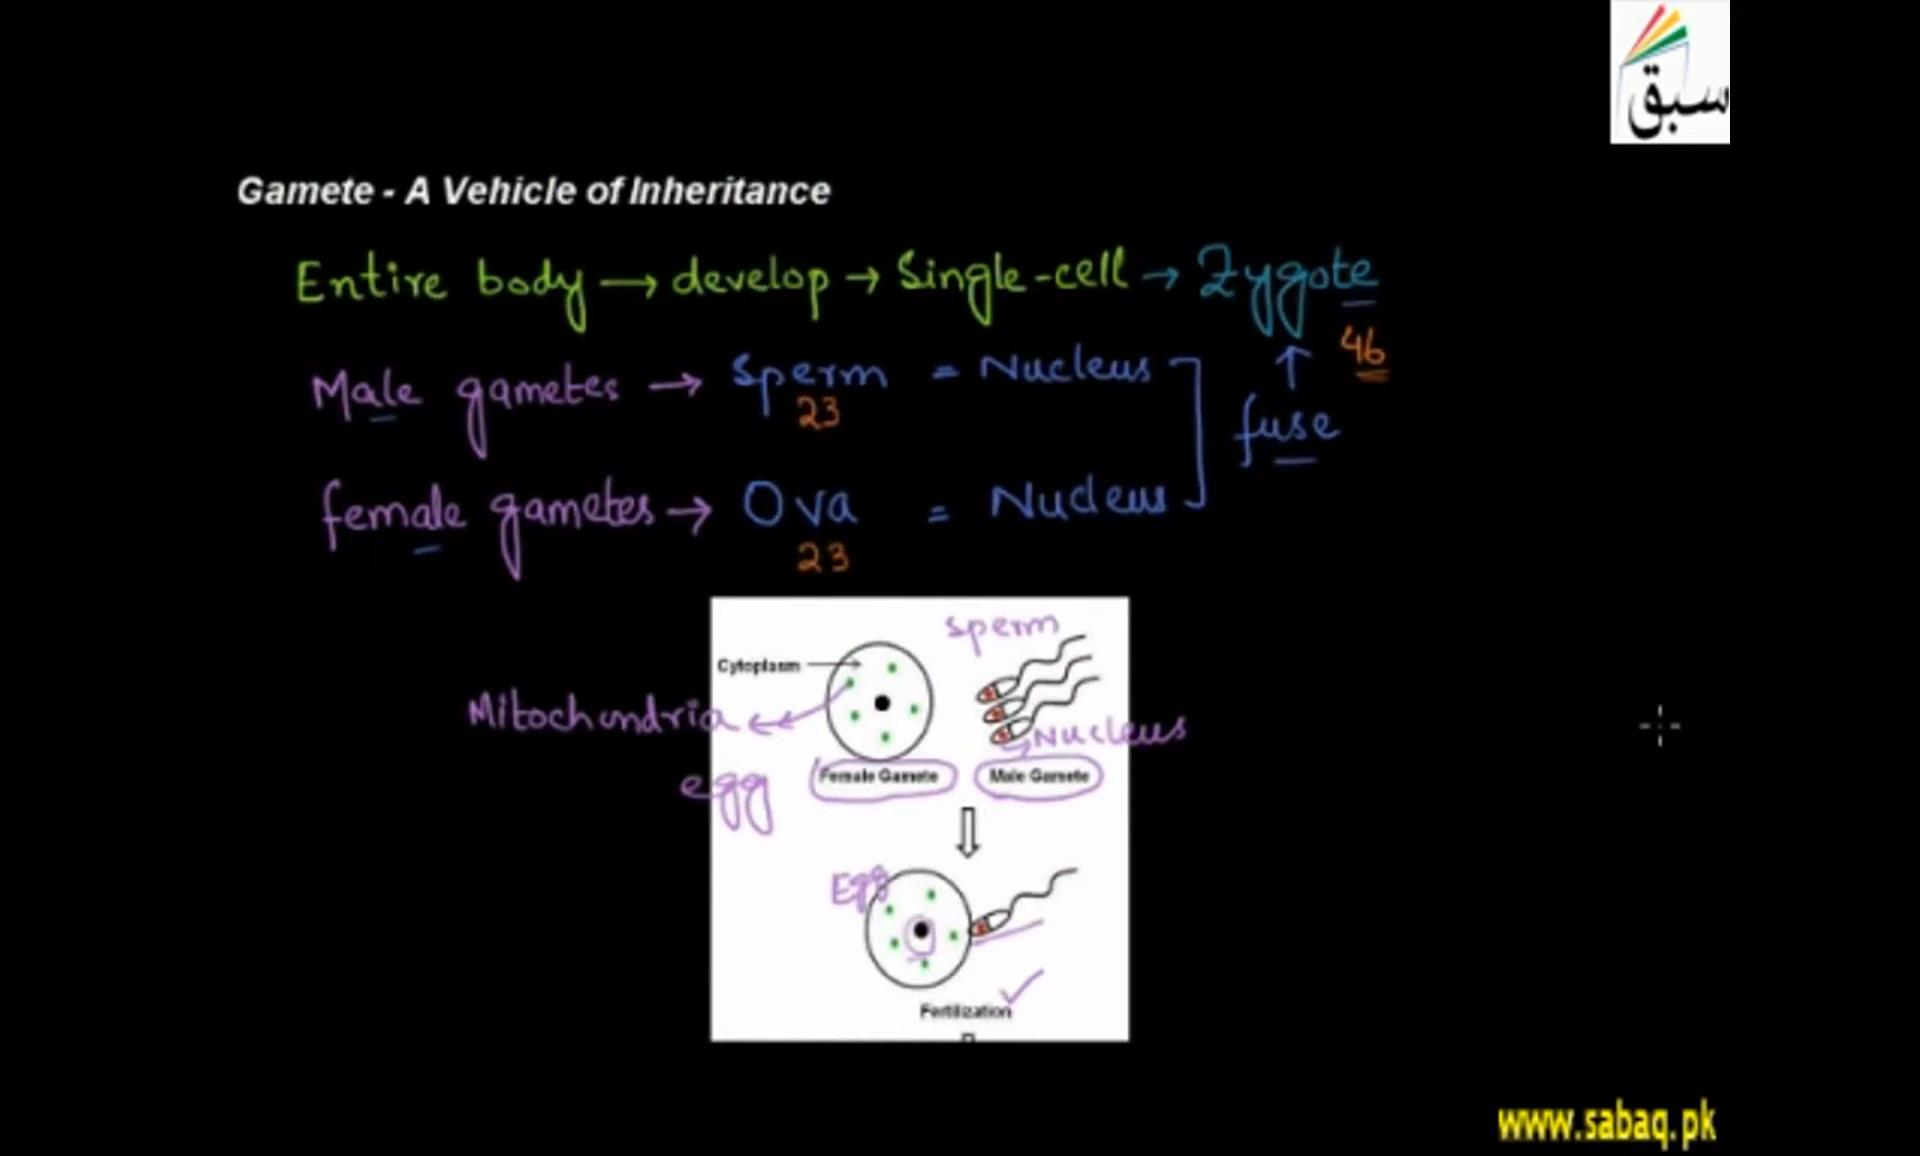 سبق
Gamete - A Vehicle of Inheritance
Entire body → develop → Single-cell → Zygote
46
Male gametes → Sperm = Nucleus
23
fuse
female gametes → Ova = Nucleus
23
Sperm
Cytoplasm
Mitochondria
Nucleus
Female Gamete Male Gamete
egg
Egg
Fertilization
www.sabaq.pk